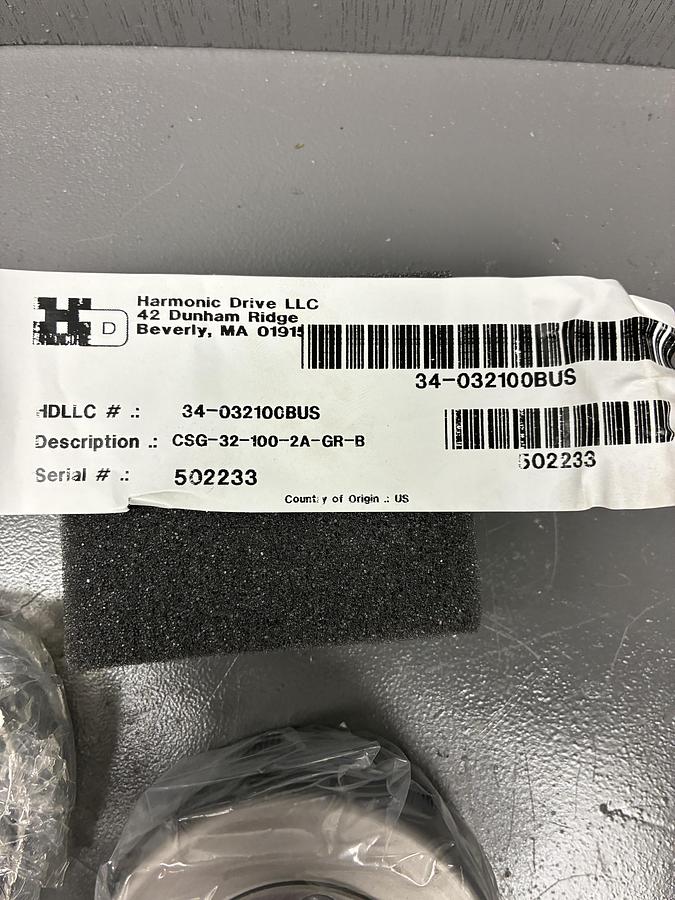 HD
Harmonic Drive LLC
42 Dunham Ridge
Beverly, MA 01915
34-032100BUS
HDLLC # .: 34-032100BUS
Description .: CSG-32-100-2A-GR-B
502233
Serial # .: 502233
Country of Origin .: US